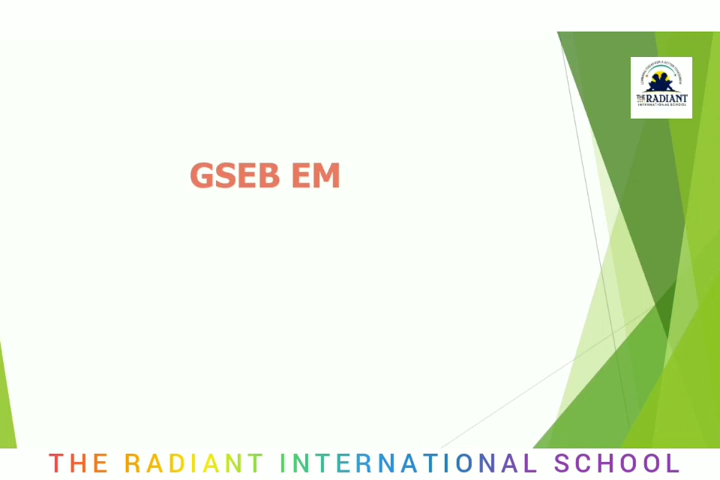 GSEB EM
THE RADIANT
INTERNATIONAL SCHOOL
THE RADIANT INTERNATIONAL SCHOOL